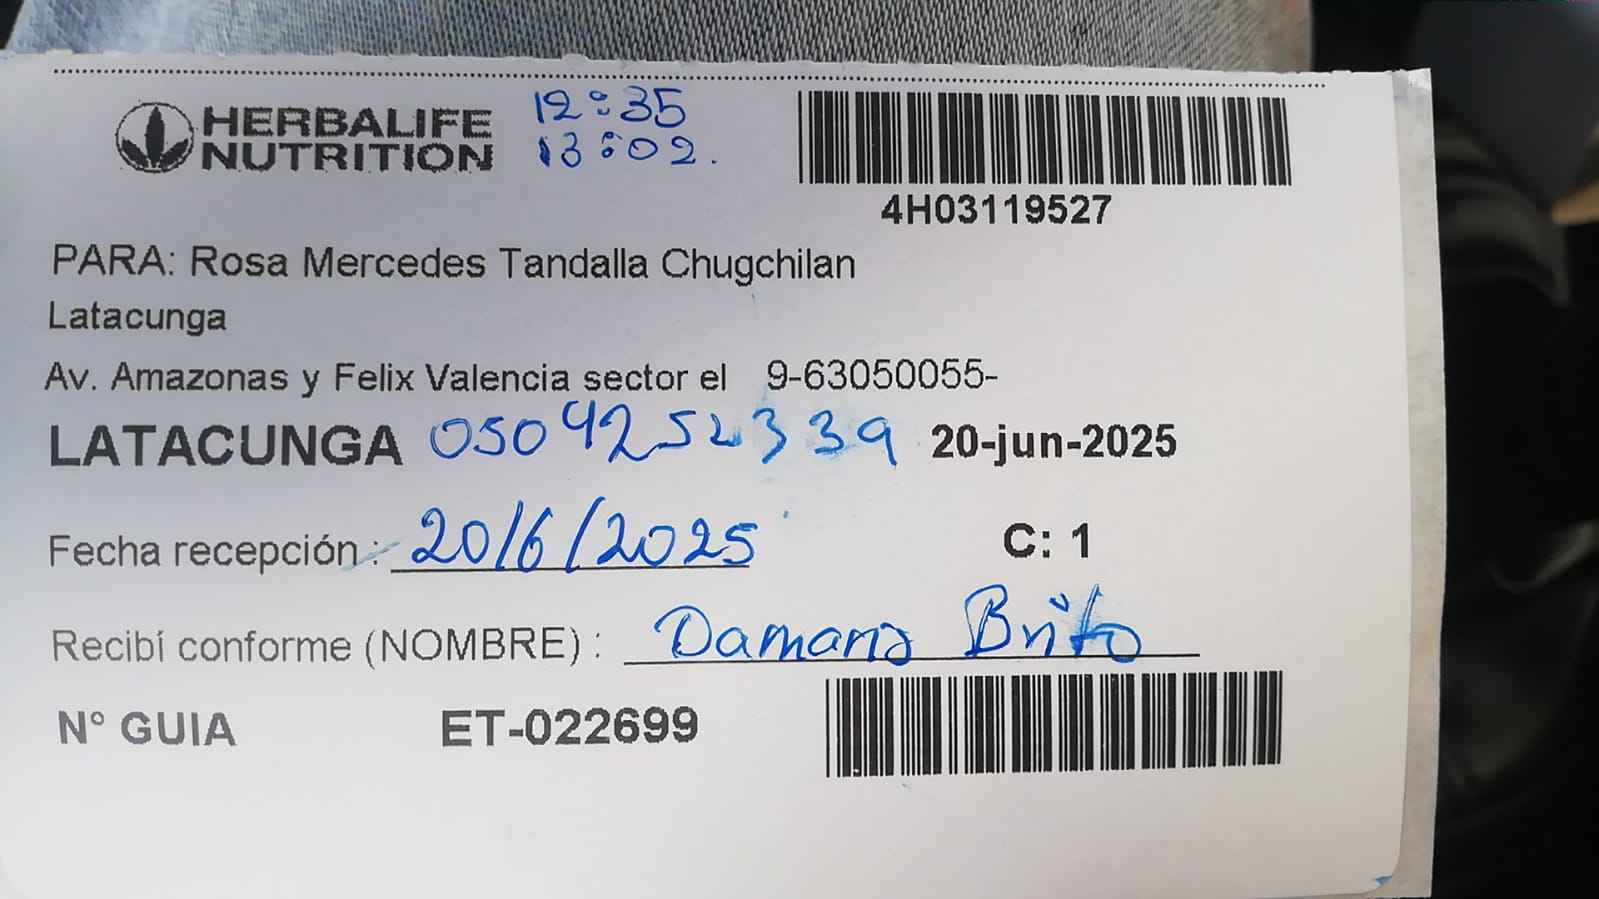 HERBALIFE NUTRITION
12:35
13:02.
4H03119527
PARA: Rosa Mercedes Tandalla Chugchilan
Latacunga
Av. Amazonas y Felix Valencia sector el 9-63050055-
LATACUNGA 20-jun-2025
Fecha recepción : 20/6/2025
C: 1
Recibí conforme (NOMBRE) : Damaris Brito
N° GUIA ET-022699